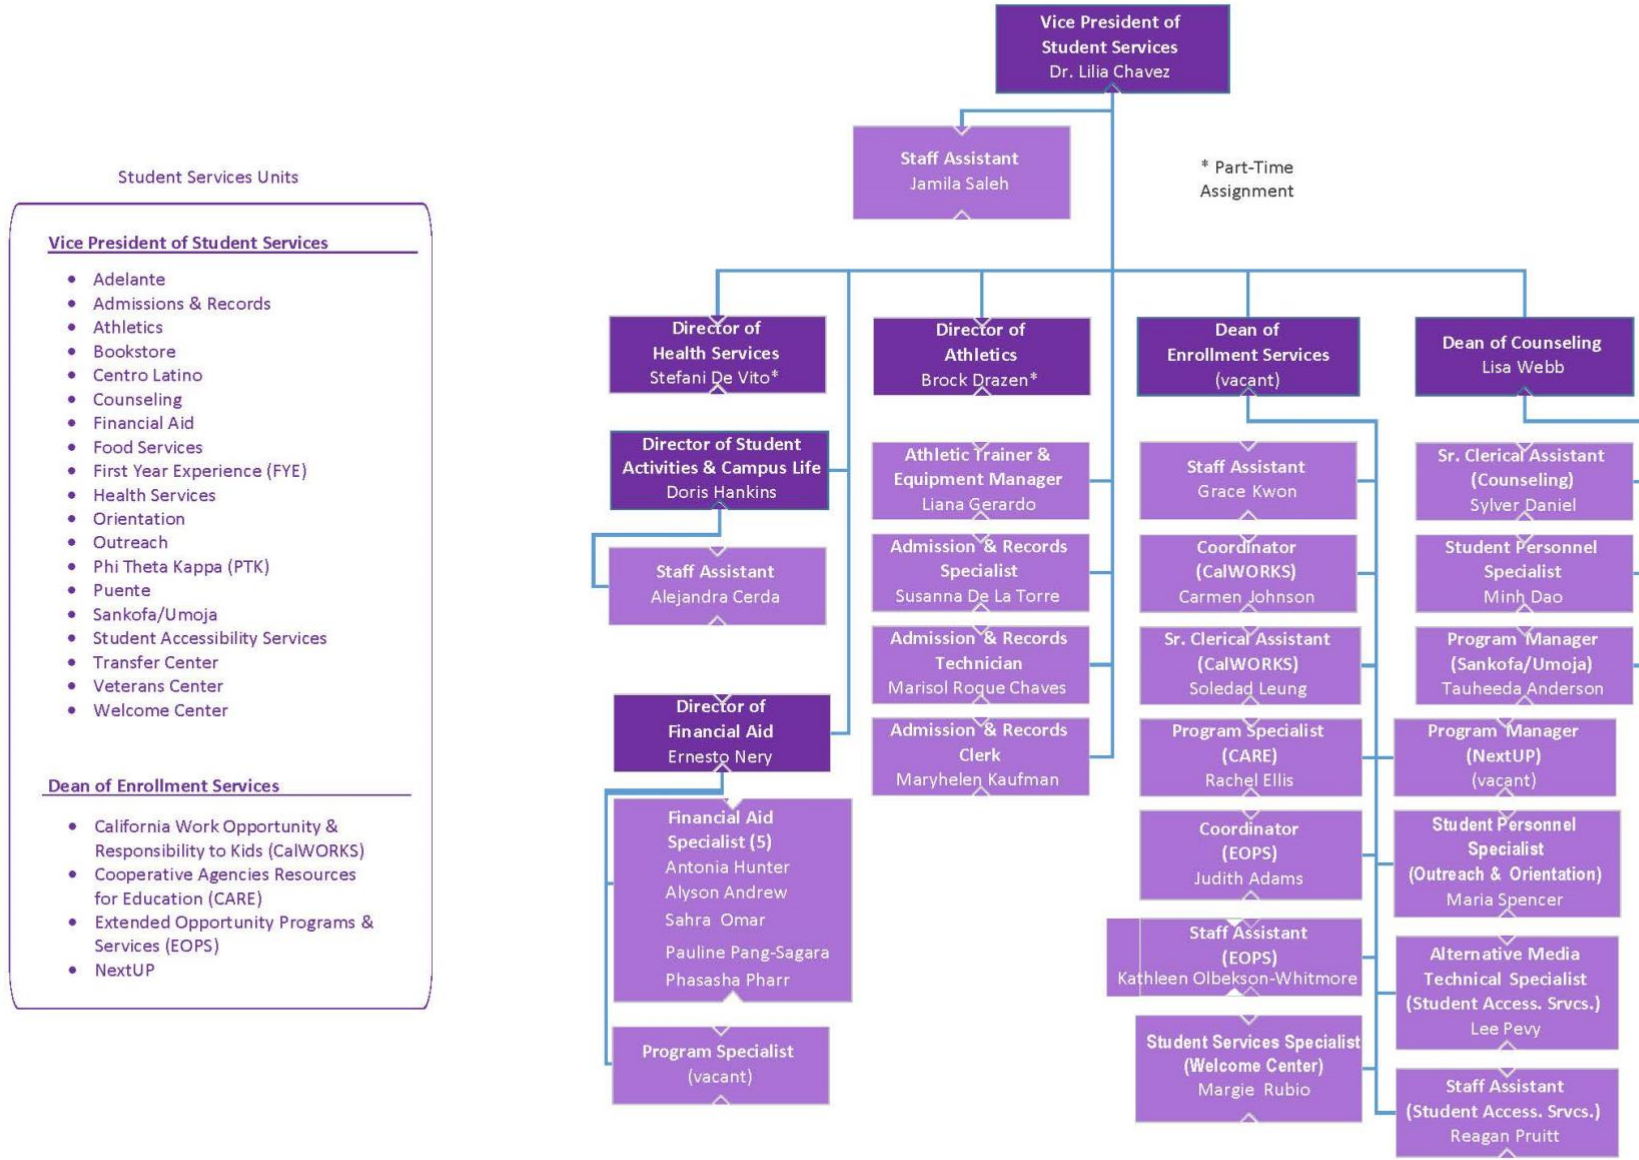 Vice President of
Student Services
Dr. Lilia Chavez
Staff Assistant
Jamila Saleh
* Part-Time
Assignment
Student Services Units
Vice President of Student Services
• Adelante
• Admissions & Records
• Athletics
• Bookstore
• Centro Latino
• Counseling
• Financial Aid
• Food Services
• First Year Experience (FYE)
• Health Services
• Orientation
• Outreach
• Phi Theta Kappa (PTK)
• Puente
• Sankofa/Umoja
• Student Accessibility Services
• Transfer Center
• Veterans Center
• Welcome Center
Dean of Enrollment Services
• California Work Opportunity &
Responsibility to Kids (CalWORKS)
• Cooperative Agencies Resources
for Education (CARE)
• Extended Opportunity Programs &
Services (EOPS)
• NextUP
Director of
Health Services
Stefani De Vito*
Director of Student
Activities & Campus Life
Doris Hankins
Staff Assistant
Alejandra Cerda
Director of
Financial Aid
Ernesto Nery
Financial Aid
Specialist (5)
Antonia Hunter
Alyson Andrew
Sahra Omar
Pauline Pang-Sagara
Phasasha Pharr
Program Specialist
(vacant)
Director of
Athletics
Brock Drazen*
Athletic Trainer &
Equipment Manager
Liana Gerardo
Admission & Records
Specialist
Susanna De La Torre
Admission & Records
Technician
Marisol Roque Chaves
Admission & Records
Clerk
Maryhelen Kaufman
Dean of
Enrollment Services
(vacant)
Staff Assistant
Grace Kwon
Coordinator
(CalWORKS)
Carmen Johnson
Sr. Clerical Assistant
(CalWORKS)
Soledad Leung
Program Specialist
(CARE)
Rachel Ellis
Coordinator
(EOPS)
Judith Adams
Staff Assistant
(EOPS)
Kathleen Olbekson-Whitmore
Student Services Specialist
(Welcome Center)
Margie Rubio
Dean of Counseling
Lisa Webb
Sr. Clerical Assistant
(Counseling)
Sylver Daniel
Student Personnel
Specialist
Minh Dao
Program Manager
(Sankofa/Umoja)
Tauheeda Anderson
Program Manager
(NextUP)
(vacant)
Student Personnel
Specialist
(Outreach & Orientation)
Maria Spencer
Alternative Media
Technical Specialist
(Student Access. Srvcs.)
Lee Pevy
Staff Assistant
(Student Access. Srvcs.)
Reagan Pruitt